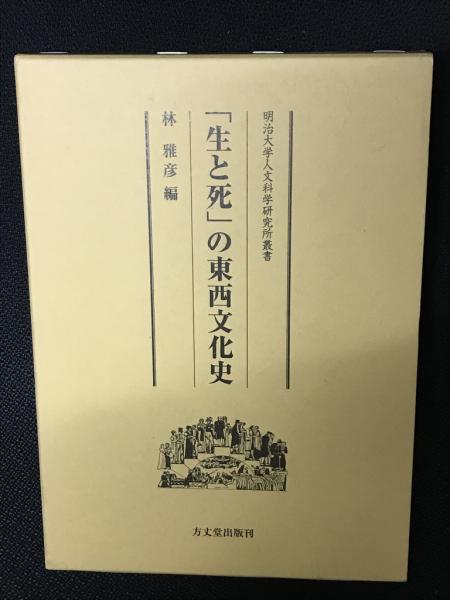 明治大学人文科学研究所叢書
「生と死」の東西文化史
林 雅彦 編
方丈堂出版刊